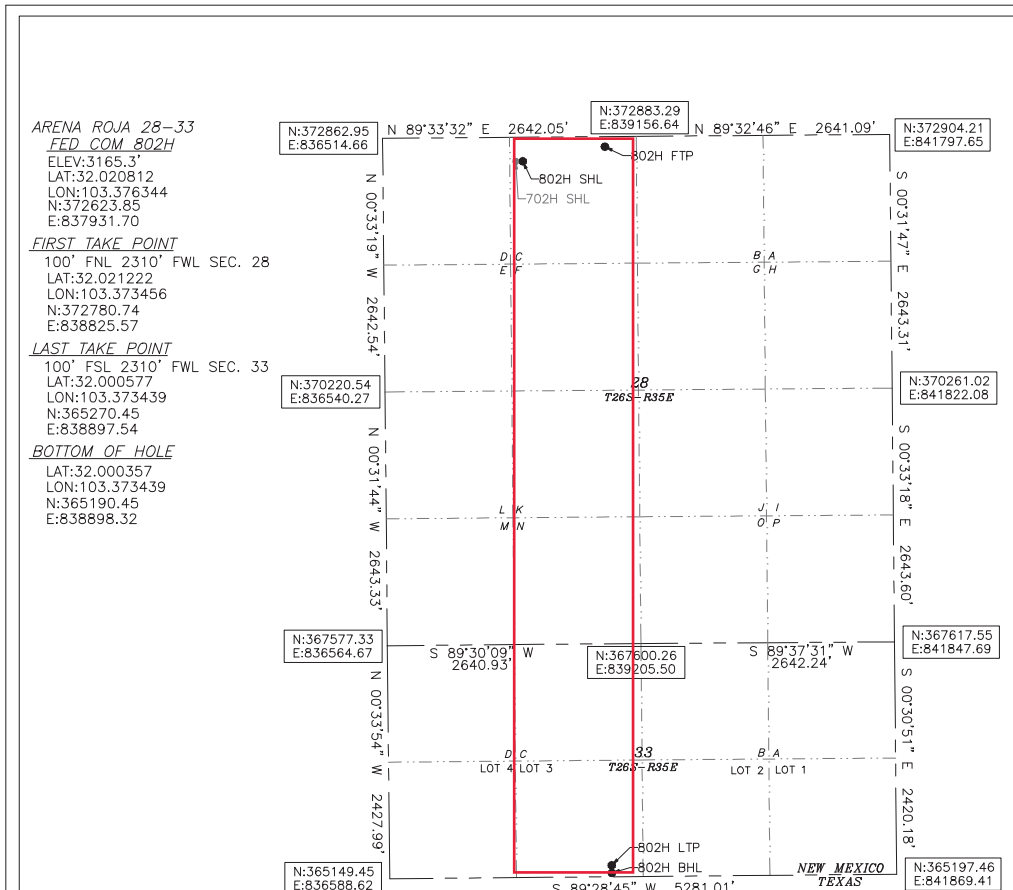 ARENA ROJA 28-33
FED COM 802H
ELEV:3165.3'
LAT:32.020812
LON:103.376344
N:372623.85
E:837931.70
FIRST TAKE POINT
100' FNL 2310' FWL SEC. 28
LAT:32.021222
LON:103.373456
N:372780.74
E:838825.57
LAST TAKE POINT
100' FSL 2310' FWL SEC. 33
LAT:32.000577
LON:103.373439
N:365270.45
E:838897.54
BOTTOM OF HOLE
LAT:32.000357
LON:103.373439
N:365190.45
E:838898.32
N:372862.95
E:836514.66
N 89°33'32" E 2642.05'
N:372883.29
E:839156.64
N 89°32'46" E 2641.09'
N:372904.21
E:841797.65
802H FTP
802H SHL
702H SHL
N 00°33'19" W 2642.54'
S 00°31'47" E 2643.31'
D C
E F
B A
G H
N:370220.54
E:836540.27
28
T26S-R35E
N:370261.02
E:841822.08
N 00°31'44" W 2643.33'
S 00°33'18" E 2643.60'
L K
M N
J I
O P
N:367577.33
E:836564.67
S 89°30'09" W
2640.93'
N:367600.26
E:839205.50
S 89°37'31" W
2642.24'
N:367617.55
E:841847.69
N 00°33'54" W 2427.99'
S 00°30'51" E 2420.18'
D C
LOT 4 LOT 3
33
T26S-R35E
B A
LOT 2 LOT 1
802H LTP
802H BHL
N:365149.45
E:836588.62
S 89°28'45" W 5281.01'
NEW MEXICO
TEXAS
N:365197.46
E:841869.41